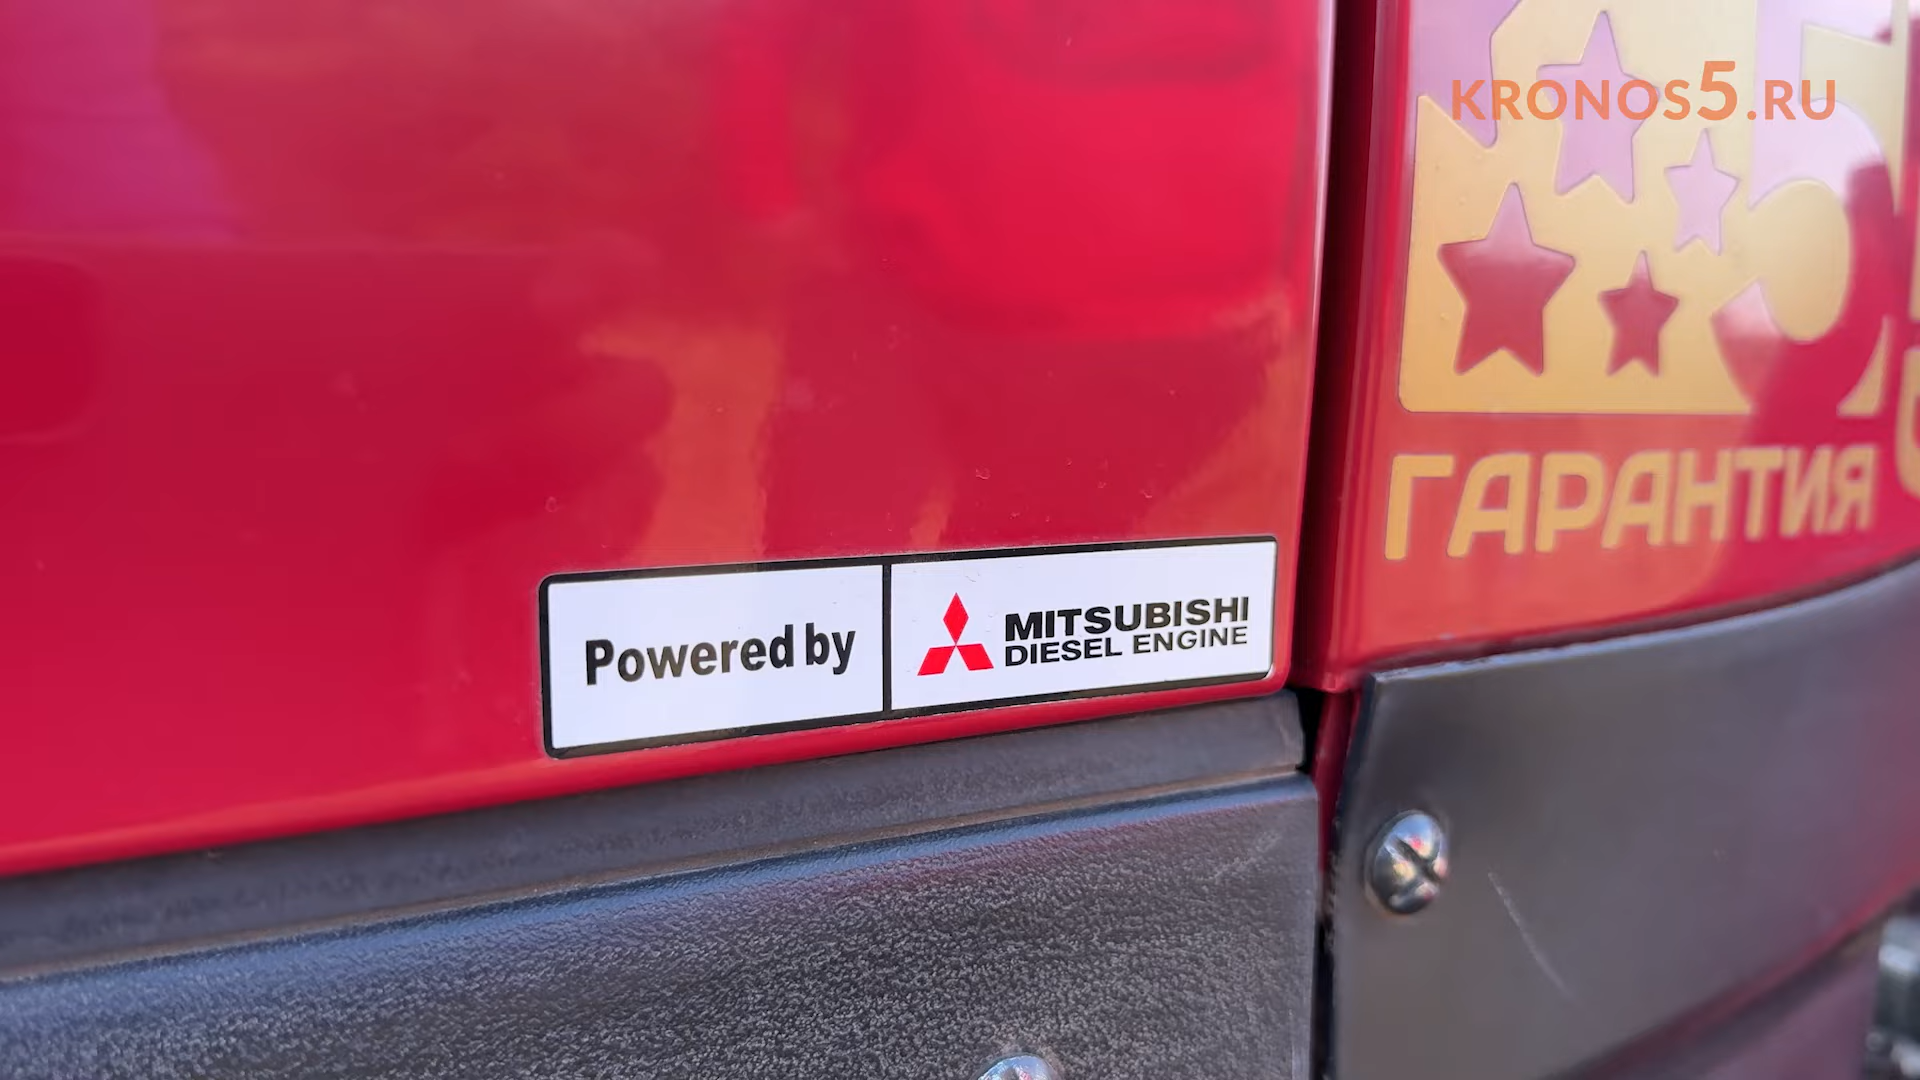 KRONOS5.RU
ГАРАНТИЯ
Powered by
MITSUBISHI
DIESEL ENGINE